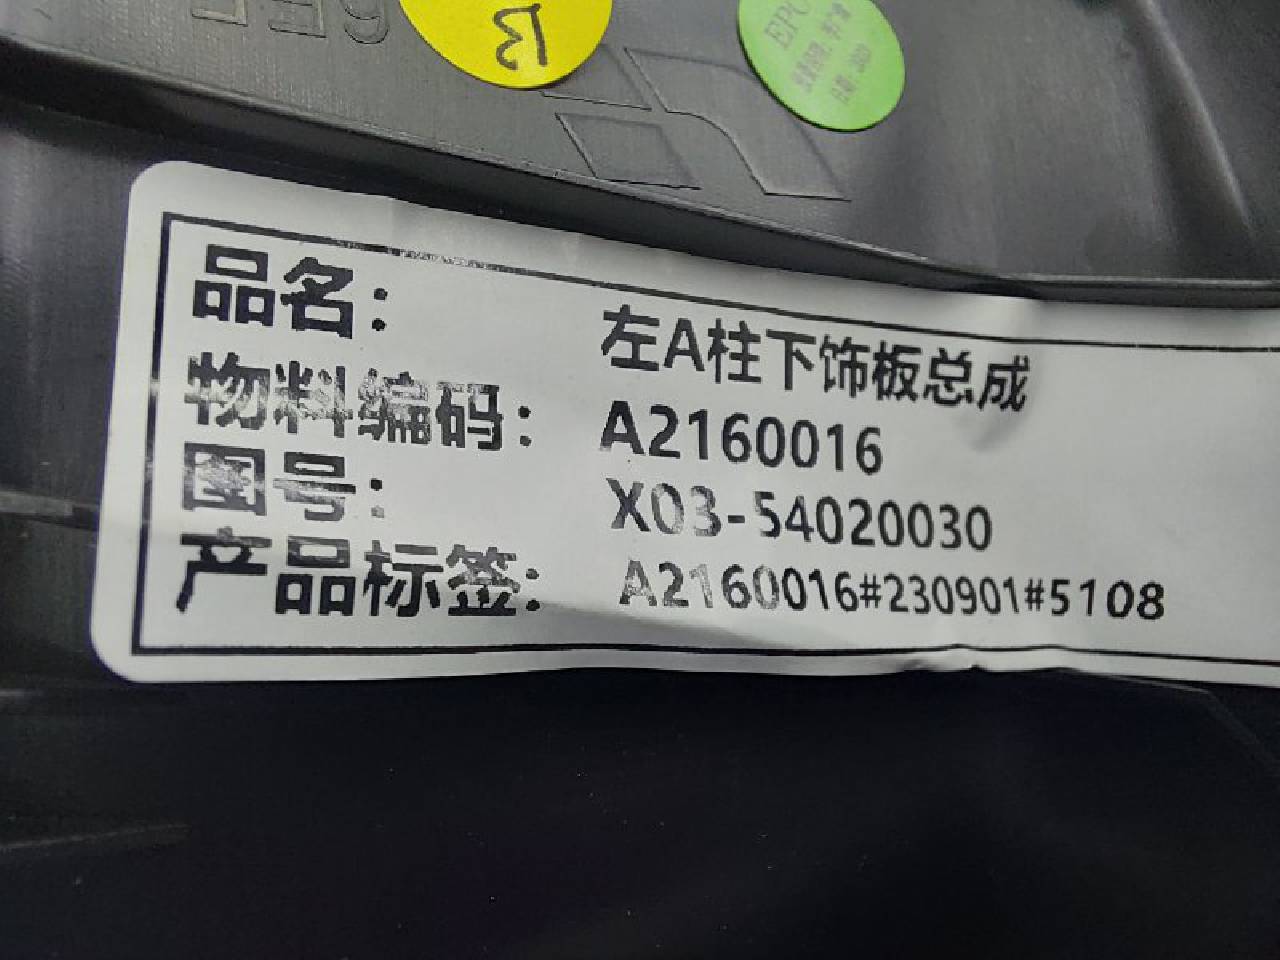 13
品名: 左A柱下饰板总成
物料编码: A2160016
图号: X03-54020030
产品标签: A2160016#230901#5108